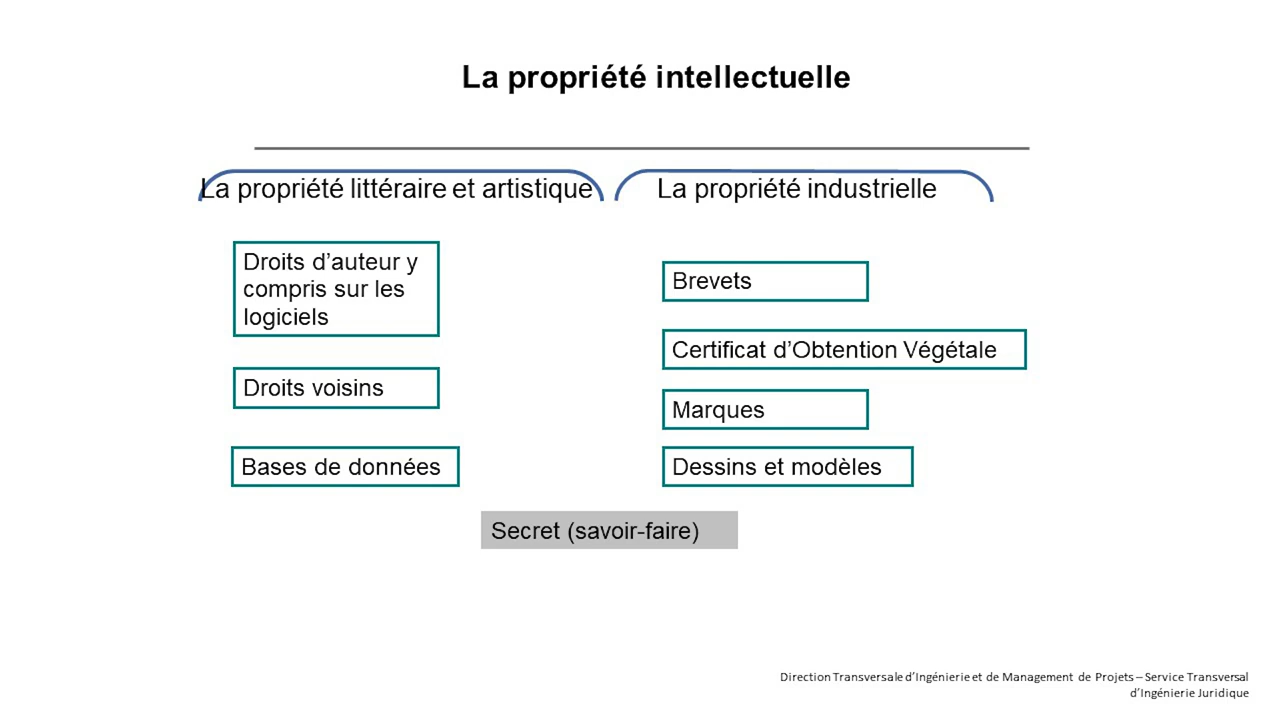 La propriété intellectuelle
La propriété littéraire et artistique
La propriété industrielle
Droits d’auteur y
compris sur les
logiciels
Droits voisins
Bases de données
Brevets
Certificat d’Obtention Végétale
Marques
Dessins et modèles
Secret (savoir-faire)
Direction Transversale d’Ingénierie et de Management de Projets – Service Transversal
d’Ingénierie Juridique